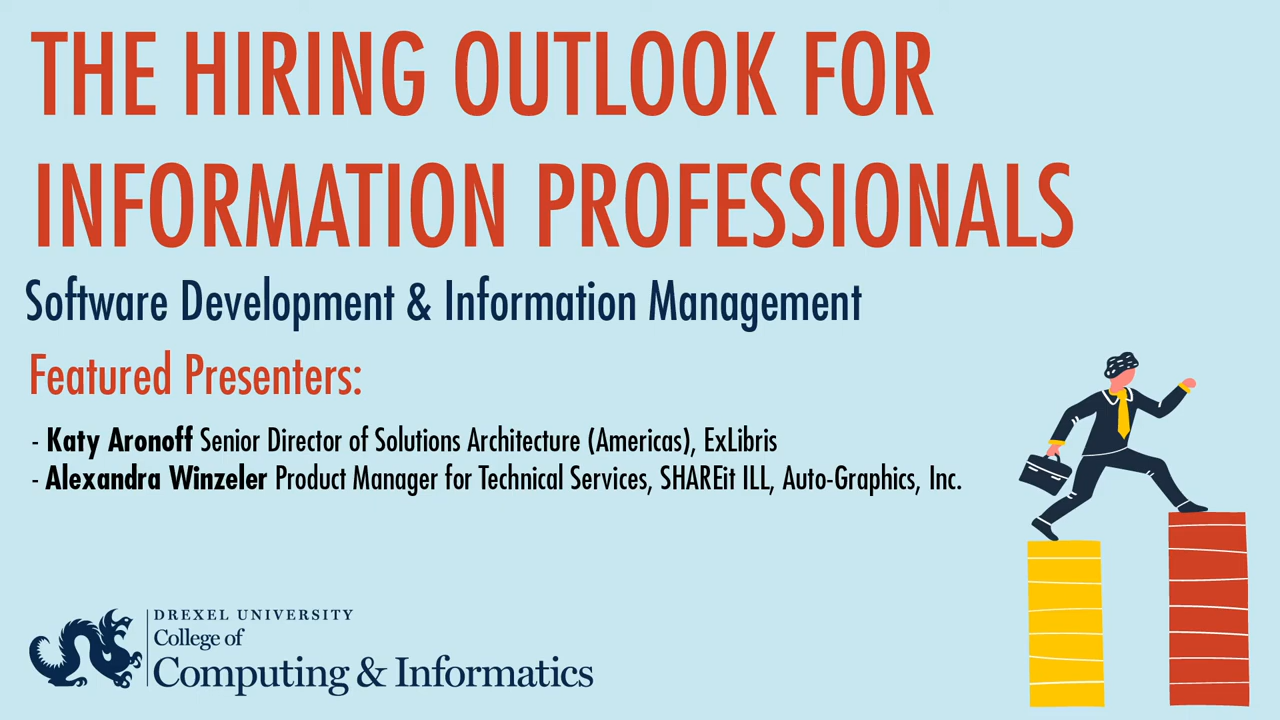 THE HIRING OUTLOOK FOR
INFORMATION PROFESSIONALS
Software Development & Information Management
Featured Presenters:
- Katy Aronoff Senior Director of Solutions Architecture (Americas), ExLibris
- Alexandra Winzeler Product Manager for Technical Services, SHAREit ILL, Auto-Graphics, Inc.
DREXEL UNIVERSITY
College of
Computing & Informatics